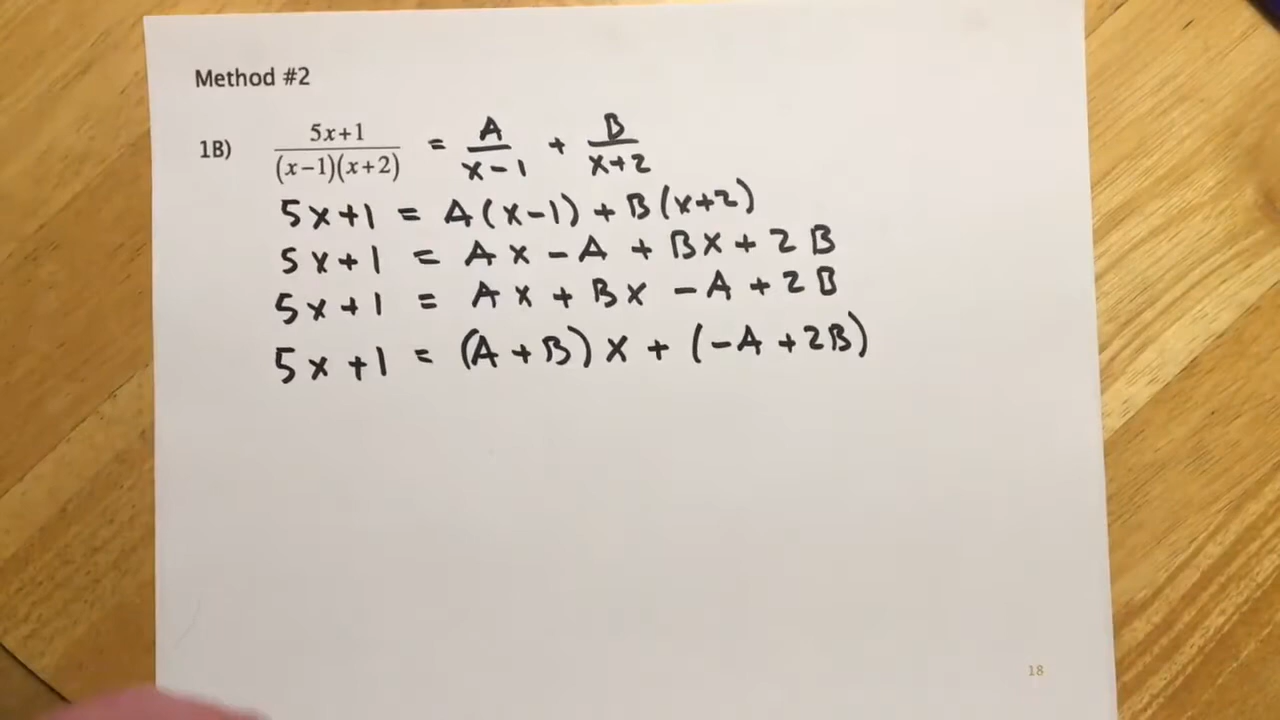 Method #2
1B) 5x+1/(x−1)(x+2) = A/x−1 + B/x+2
5x+1 = A(x−1)+B(x+2)
5x+1 = Ax−A+Bx+2B
5x+1 = Ax+Bx−A+2B
5x+1 = (A+B)x+(−A+2B)
18